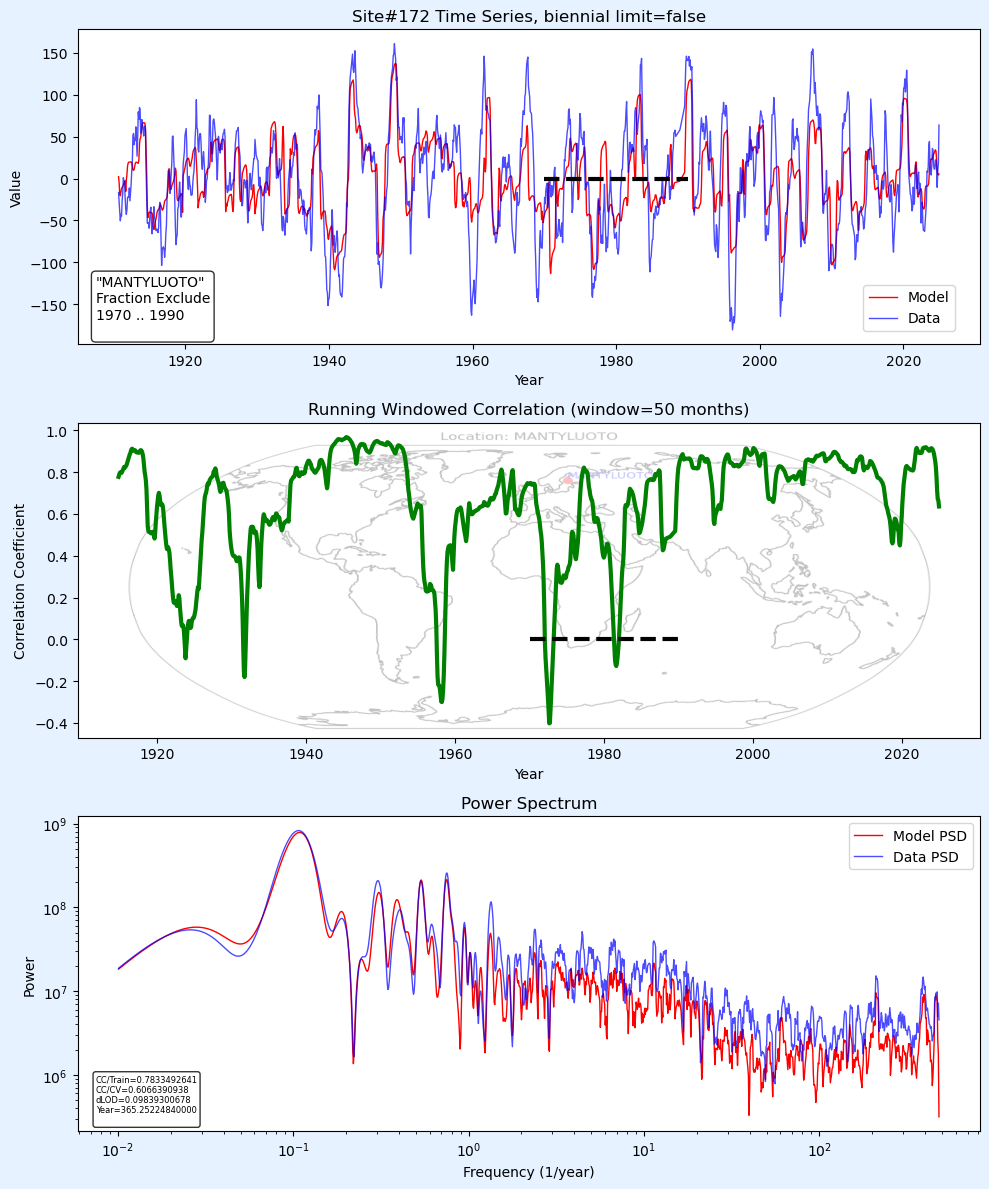 Site#172 Time Series, biennial limit=false
Value
150
100
50
0
−50
−100
−150
"MANTYLUOTO"
Fraction Exclude
1970 .. 1990
Model
Data
1920
1940
1960
1980
2000
2020
Year
Running Windowed Correlation (window=50 months)
Correlation Coefficient
1.0
0.8
0.6
0.4
0.2
0.0
−0.2
−0.4
Location: MANTYLUOTO
MANTYLUOTO
1920
1940
1960
1980
2000
2020
Year
Power Spectrum
Power
10⁹
10⁸
10⁷
10⁶
Model PSD
Data PSD
CC/Train=0.7833492641
CC/CV=0.6066390938
dLOD=0.09839300678
Year=365.25224840000
10⁻²
10⁻¹
10⁰
10¹
10²
Frequency (1/year)